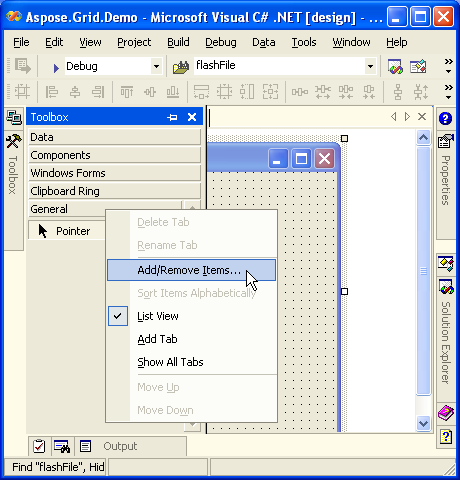 Aspose.Grid.Demo - Microsoft Visual C# .NET [design] - ...
File Edit View Project Build Debug Data Tools Window Help
Debug flashFile
Toolbox
Toolbox
Data
Components
Windows Forms
Clipboard Ring
General
Pointer
Delete Tab
Rename Tab
Add/Remove Items...
Sort Items Alphabetically
List View
Add Tab
Show All Tabs
Move Up
Move Down
Properties
Solution Explorer
Output
Find "flashFile", Hid